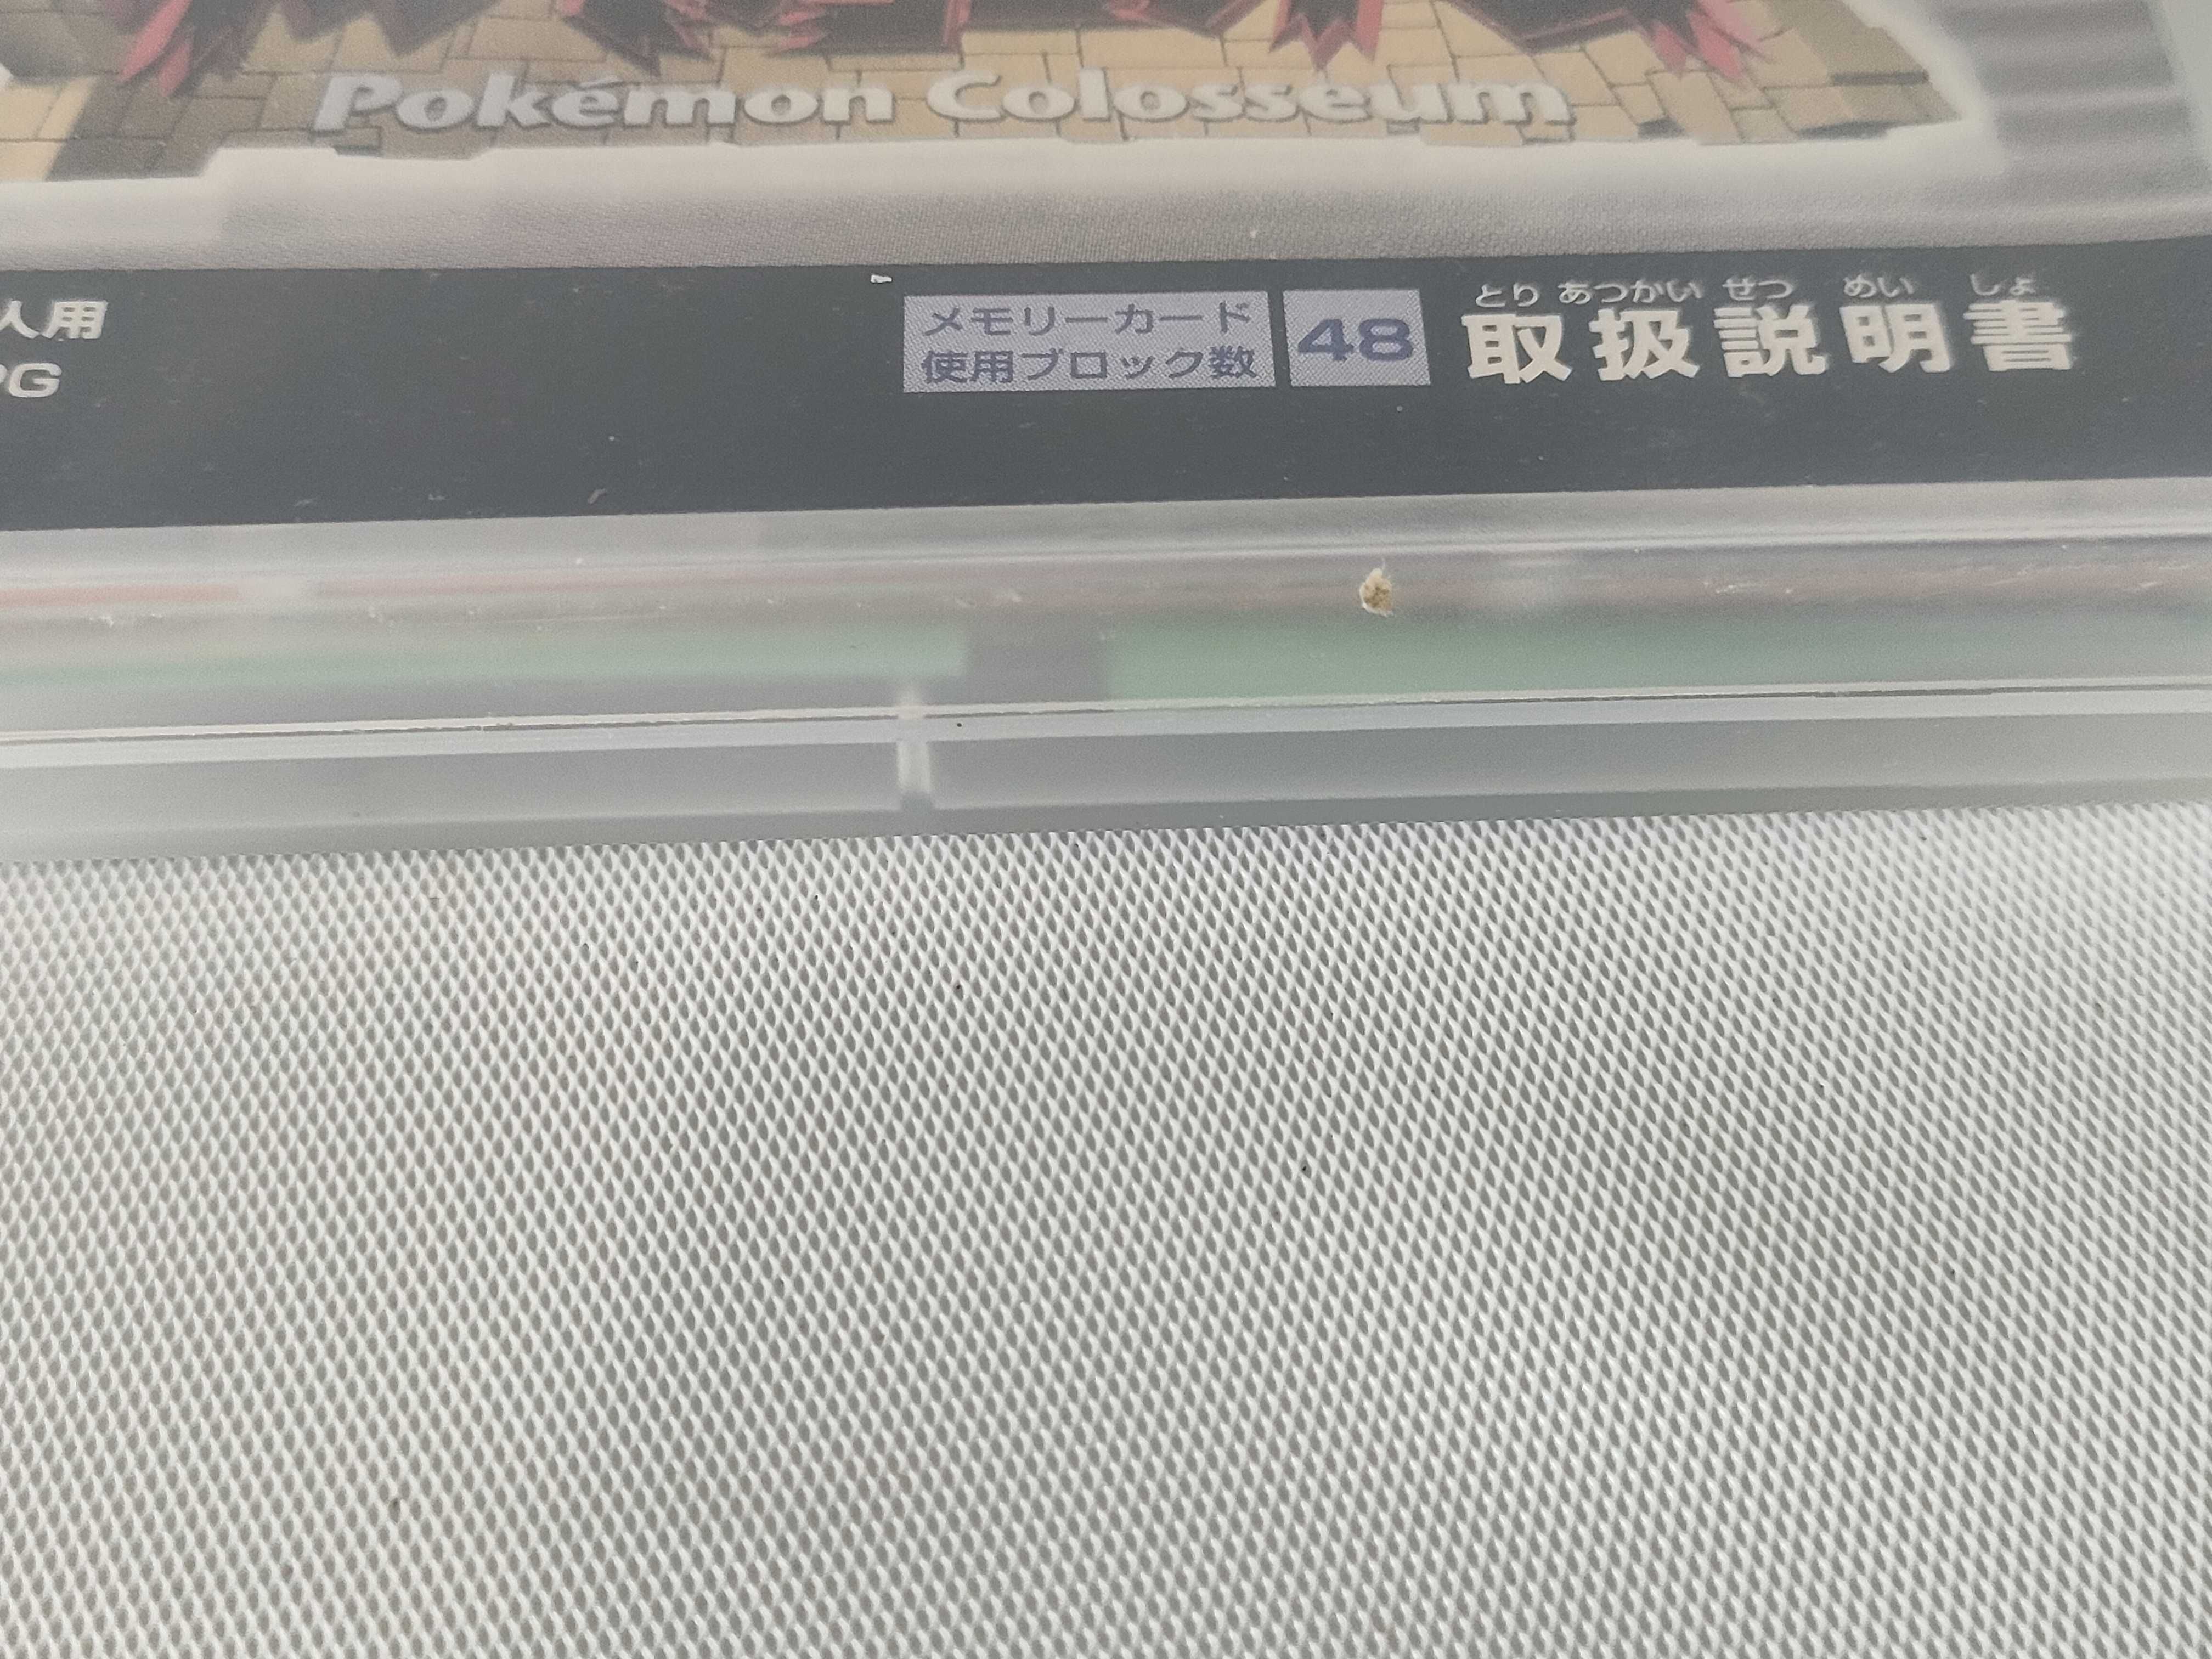 Pokémon Colosseum
人用
PG
メモリーカード
使用ブロック数
48
とり あつかい せつ めい しょ
取扱説明書